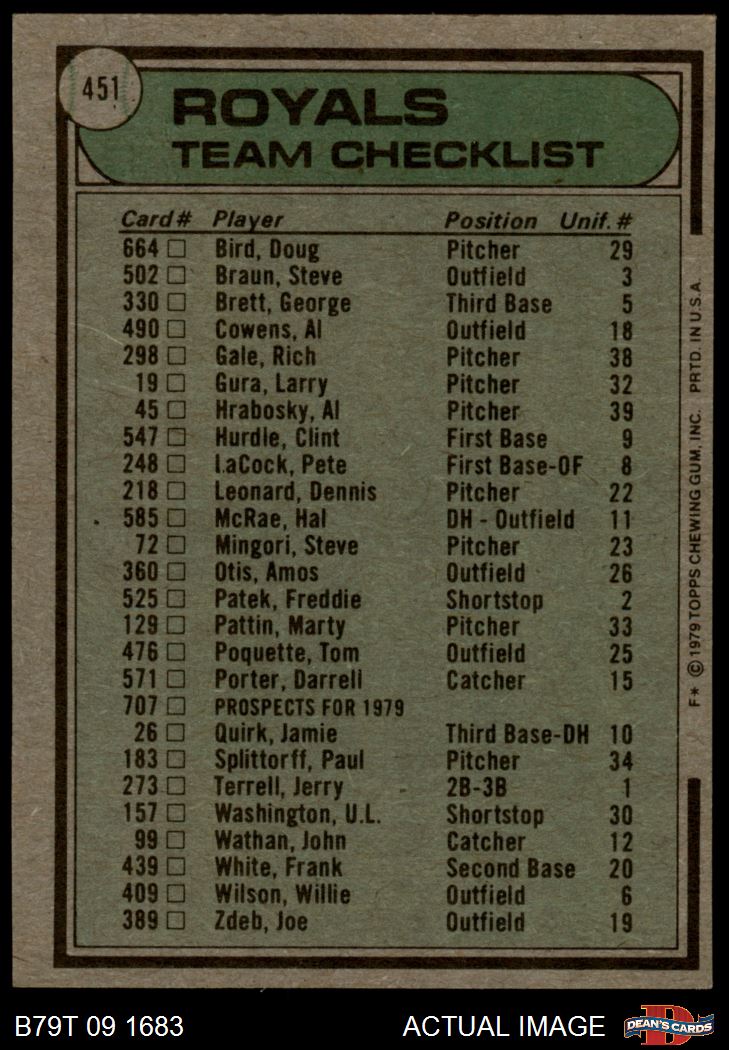 451
ROYALS
TEAM CHECKLIST
Card # Player Position Unif. #
664 □ Bird, Doug Pitcher 29
502 □ Braun, Steve Outfield 3
330 □ Brett, George Third Base 5
490 □ Cowens, Al Outfield 18
298 □ Gale, Rich Pitcher 38
19 □ Gura, Larry Pitcher 32
45 □ Hrabosky, Al Pitcher 39
547 □ Hurdle, Clint First Base 9
248 □ LaCock, Pete First Base-OF 8
218 □ Leonard, Dennis Pitcher 22
585 □ McRae, Hal DH - Outfield 11
72 □ Mingori, Steve Pitcher 23
360 □ Otis, Amos Outfield 26
525 □ Patek, Freddie Shortstop 2
129 □ Pattin, Marty Pitcher 33
476 □ Poquette, Tom Outfield 25
571 □ Porter, Darrell Catcher 15
707 □ PROSPECTS FOR 1979
26 □ Quirk, Jamie Third Base-DH 10
183 □ Splittorff, Paul Pitcher 34
273 □ Terrell, Jerry 2B-3B 1
157 □ Washington, U.L. Shortstop 30
99 □ Wathan, John Catcher 12
439 □ White, Frank Second Base 20
409 □ Wilson, Willie Outfield 6
389 □ Zdeb, Joe Outfield 19
F* © 1979 TOPPS CHEWING GUM, INC. PRTD. IN U.S.A.
B79T 09 1683 ACTUAL IMAGE
D
DEAN'S CARDS